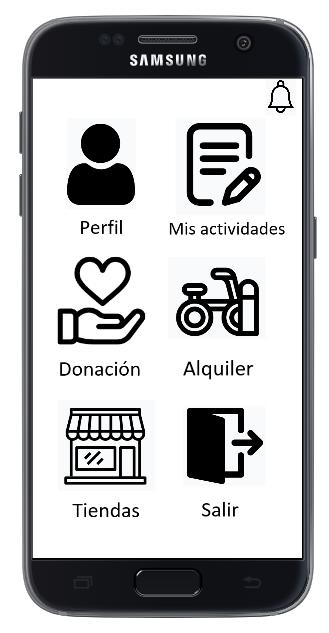 SAMSUNG
Perfil
Mis actividades
Donación
Alquiler
Tiendas
Salir